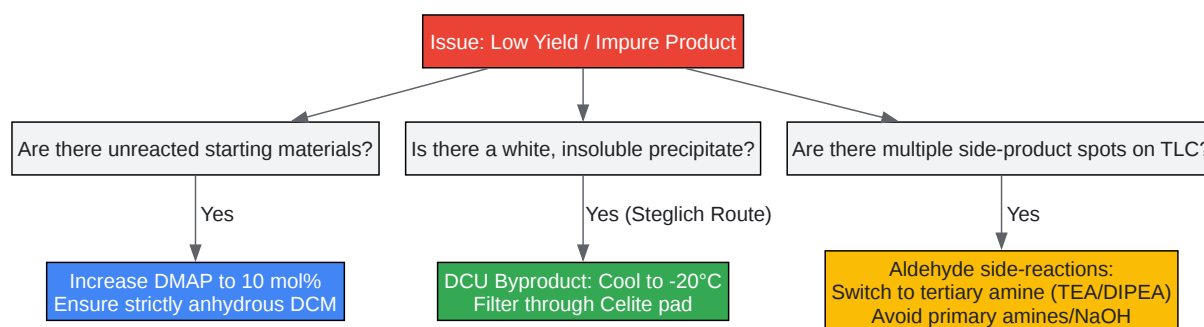 Issue: Low Yield / Impure Product
Are there unreacted starting materials?
Is there a white, insoluble precipitate?
Are there multiple side-product spots on TLC?
Yes
Yes (Steglich Route)
Yes
Increase DMAP to 10 mol%
Ensure strictly anhydrous DCM
DCU Byproduct: Cool to -20°C
Filter through Celite pad
Aldehyde side-reactions:
Switch to tertiary amine (TEA/DIPEA)
Avoid primary amines/NaOH